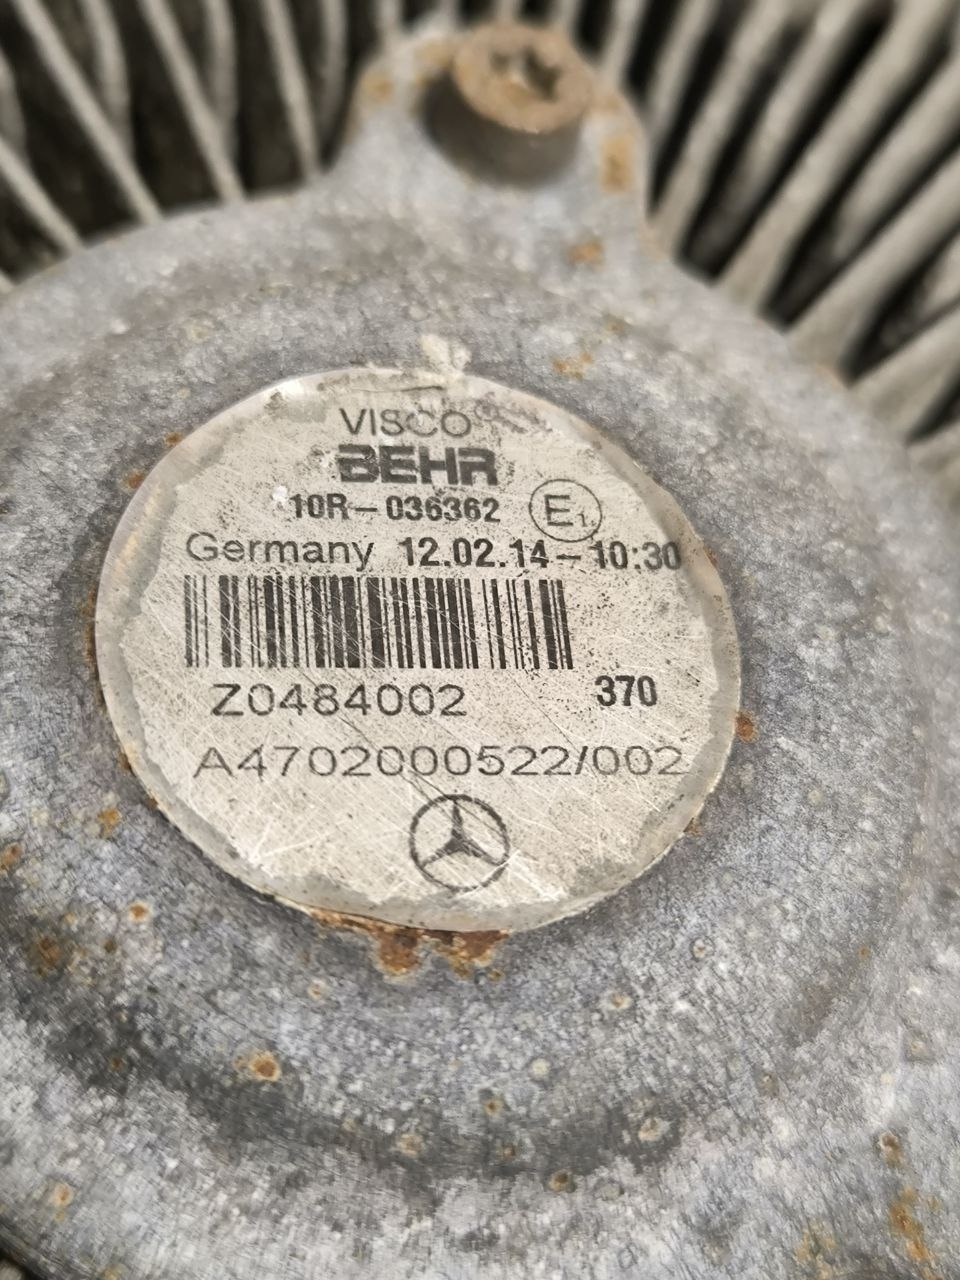 VISCO
BEHR
10R-036362 E1
Germany 12.02.14-10:30
Z0484002 370
A4702000522/002